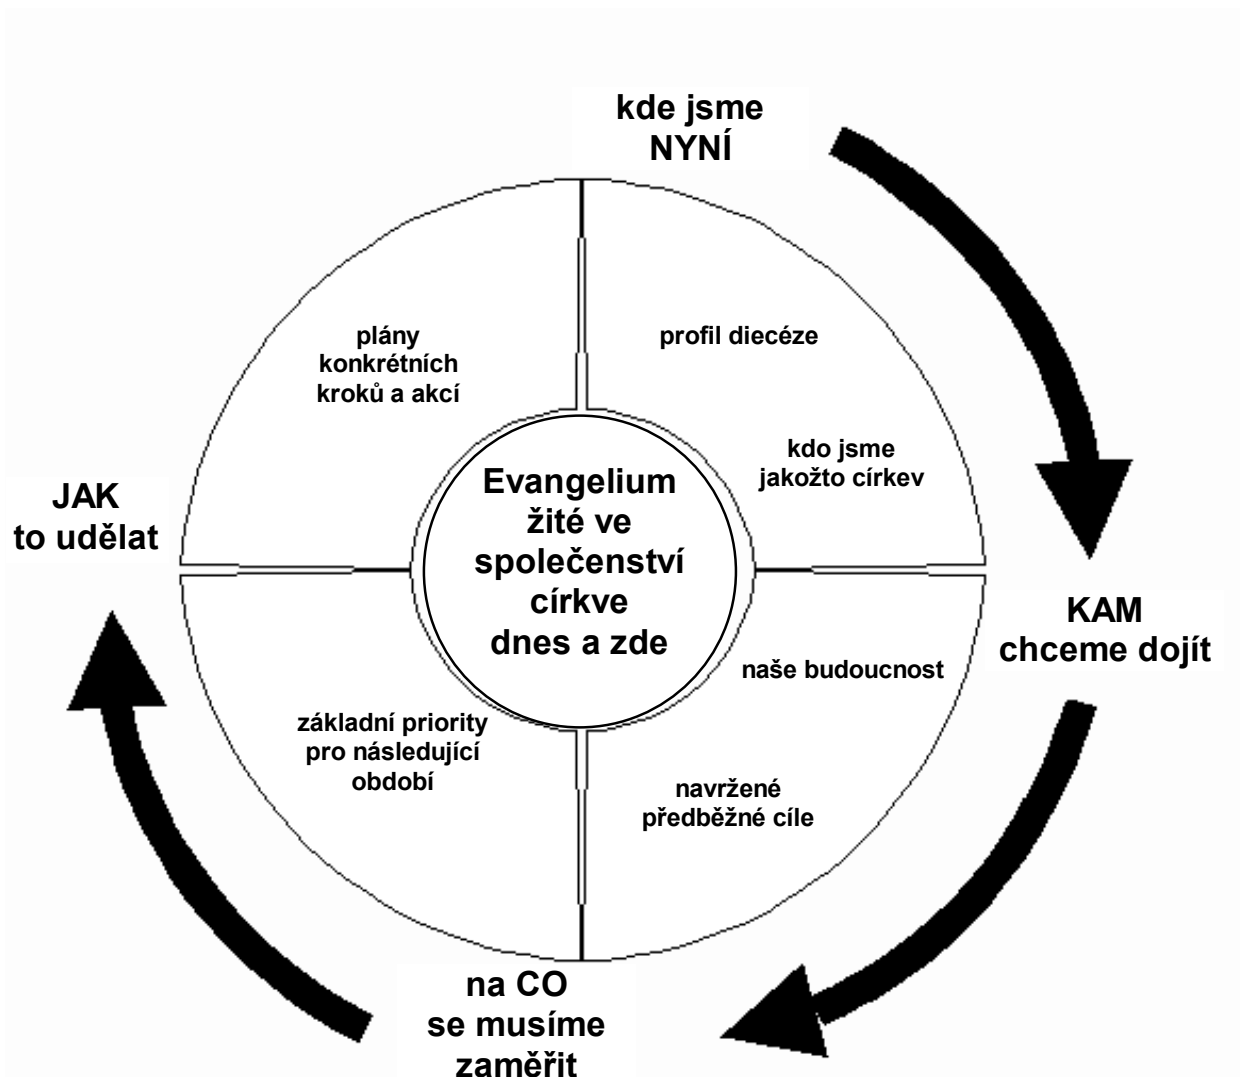 kde jsme
NYNÍ
profil diecéze
kdo jsme
jakožto církev
KAM
chceme dojít
naše budoucnost
navržené
předběžné cíle
na CO
se musíme
zaměřit
základní priority
pro následující
období
JAK
to udělat
plány
konkrétních
kroků a akcí
Evangelium
žité ve
společenství
církve
dnes a zde